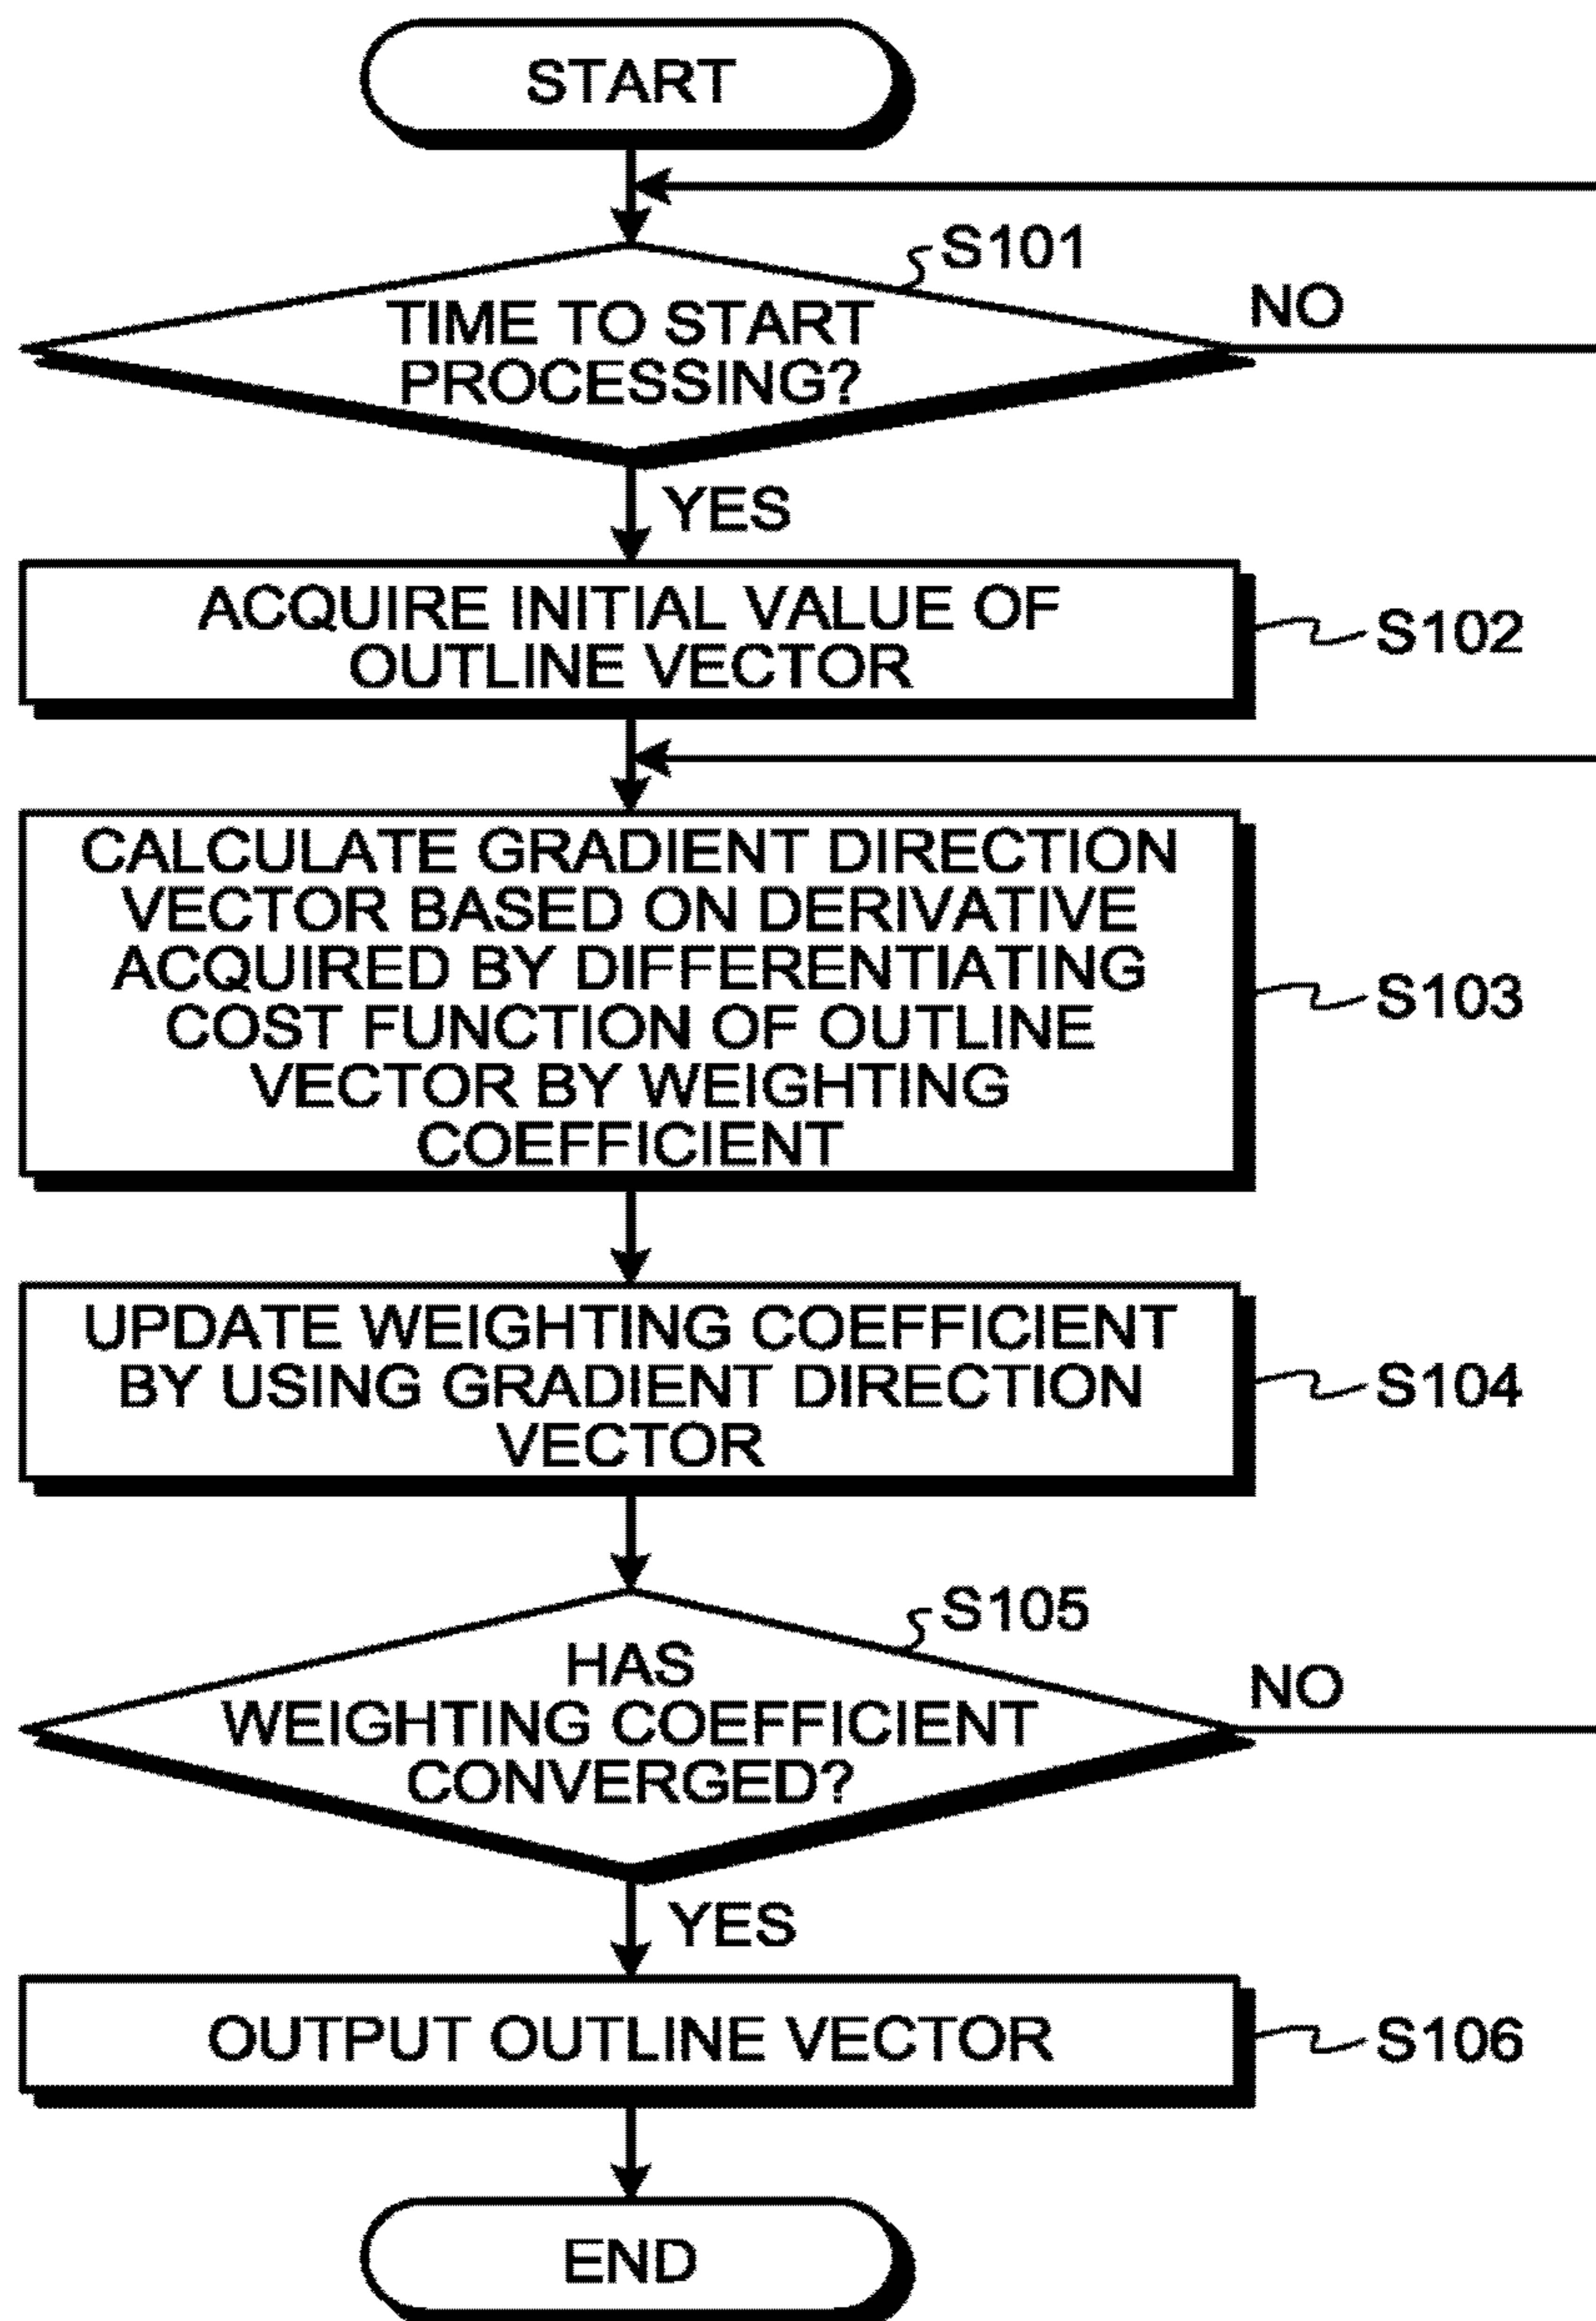 START
S101
TIME TO START
PROCESSING?
NO
YES
ACQUIRE INITIAL VALUE OF
OUTLINE VECTOR
S102
CALCULATE GRADIENT DIRECTION
VECTOR BASED ON DERIVATIVE
ACQUIRED BY DIFFERENTIATING
COST FUNCTION OF OUTLINE
VECTOR BY WEIGHTING
COEFFICIENT
S103
UPDATE WEIGHTING COEFFICIENT
BY USING GRADIENT DIRECTION
VECTOR
S104
S105
HAS
WEIGHTING COEFFICIENT
CONVERGED?
NO
YES
OUTPUT OUTLINE VECTOR
S106
END